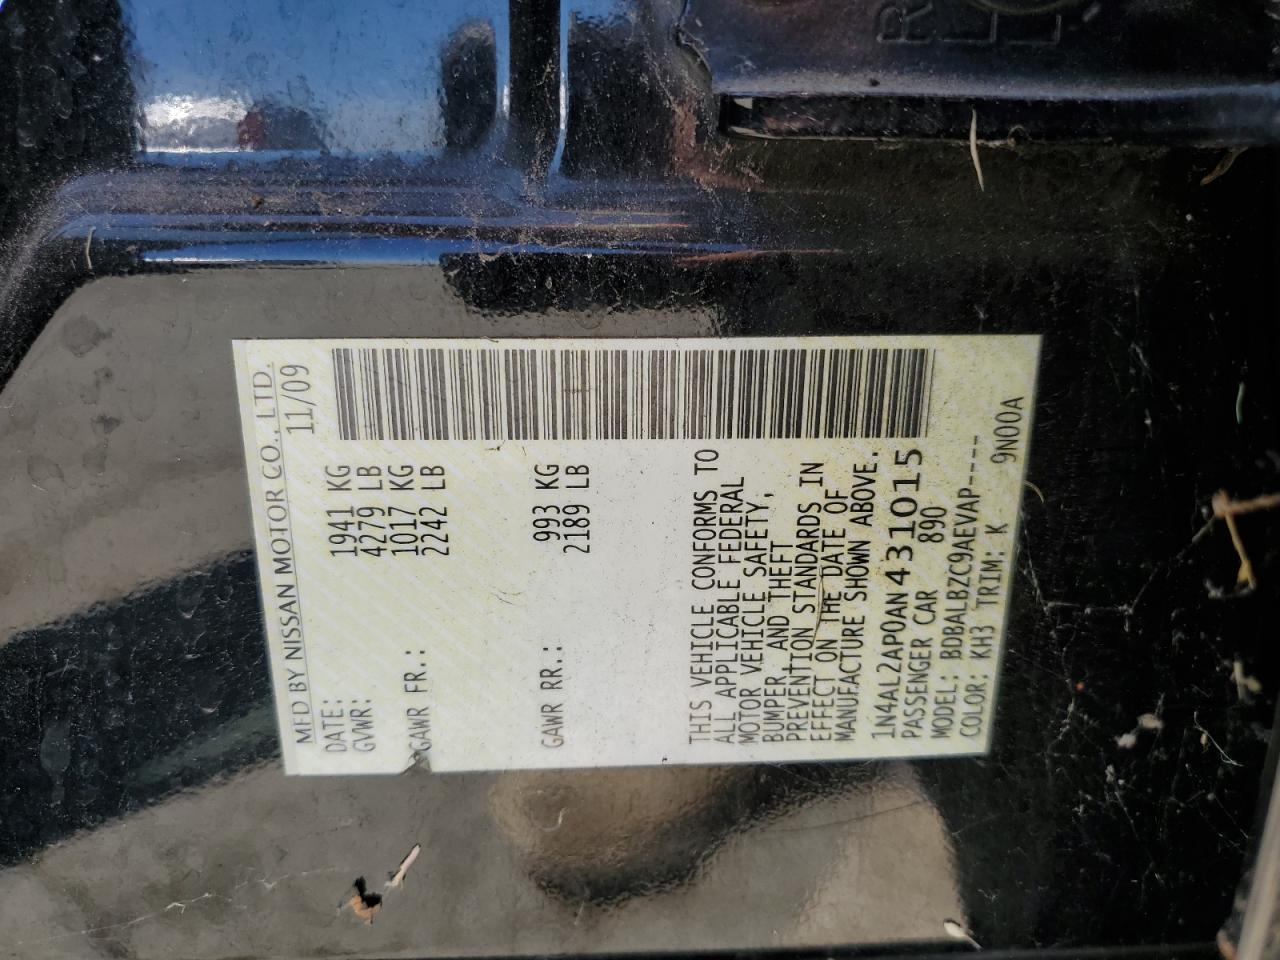 MFD BY NISSAN MOTOR CO., LTD.
DATE: 11/09
GVWR: 1941 KG
4279 LB
GAWR FR.: 1017 KG
2242 LB
GAWR RR.: 993 KG
2189 LB
THIS VEHICLE CONFORMS TO
ALL APPLICABLE FEDERAL
MOTOR VEHICLE SAFETY,
BUMPER, AND THEFT
PREVENTION STANDARDS IN
EFFECT ON THE DATE OF
MANUFACTURE SHOWN ABOVE.
1N4AL2AP0AN431015
PASSENGER CAR 890
MODEL: BDBALBZC9AEVAP----
COLOR: KH3 TRIM: K 9N00A